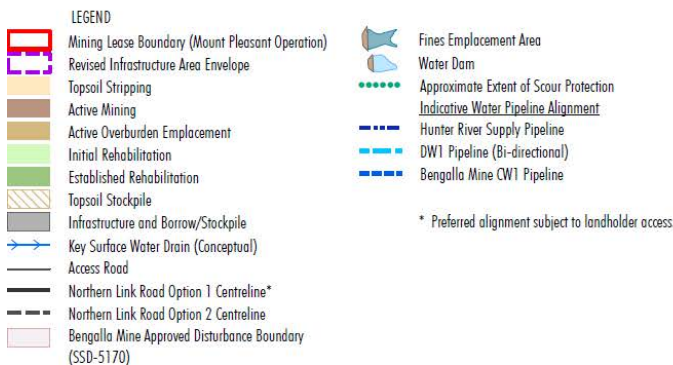 LEGEND
Mining Lease Boundary (Mount Pleasant Operation)
Revised Infrastructure Area Envelope
Topsoil Stripping
Active Mining
Active Overburden Emplacement
Initial Rehabilitation
Established Rehabilitation
Topsoil Stockpile
Infrastructure and Borrow/Stockpile
Key Surface Water Drain (Conceptual)
Access Road
Northern Link Road Option 1 Centreline*
Northern Link Road Option 2 Centreline
Bengalla Mine Approved Disturbance Boundary
(SSD-5170)
Fines Emplacement Area
Water Dam
Approximate Extent of Scour Protection
Indicative Water Pipeline Alignment
Hunter River Supply Pipeline
DW1 Pipeline (Bi-directional)
Bengalla Mine CW1 Pipeline
* Preferred alignment subject to landholder access